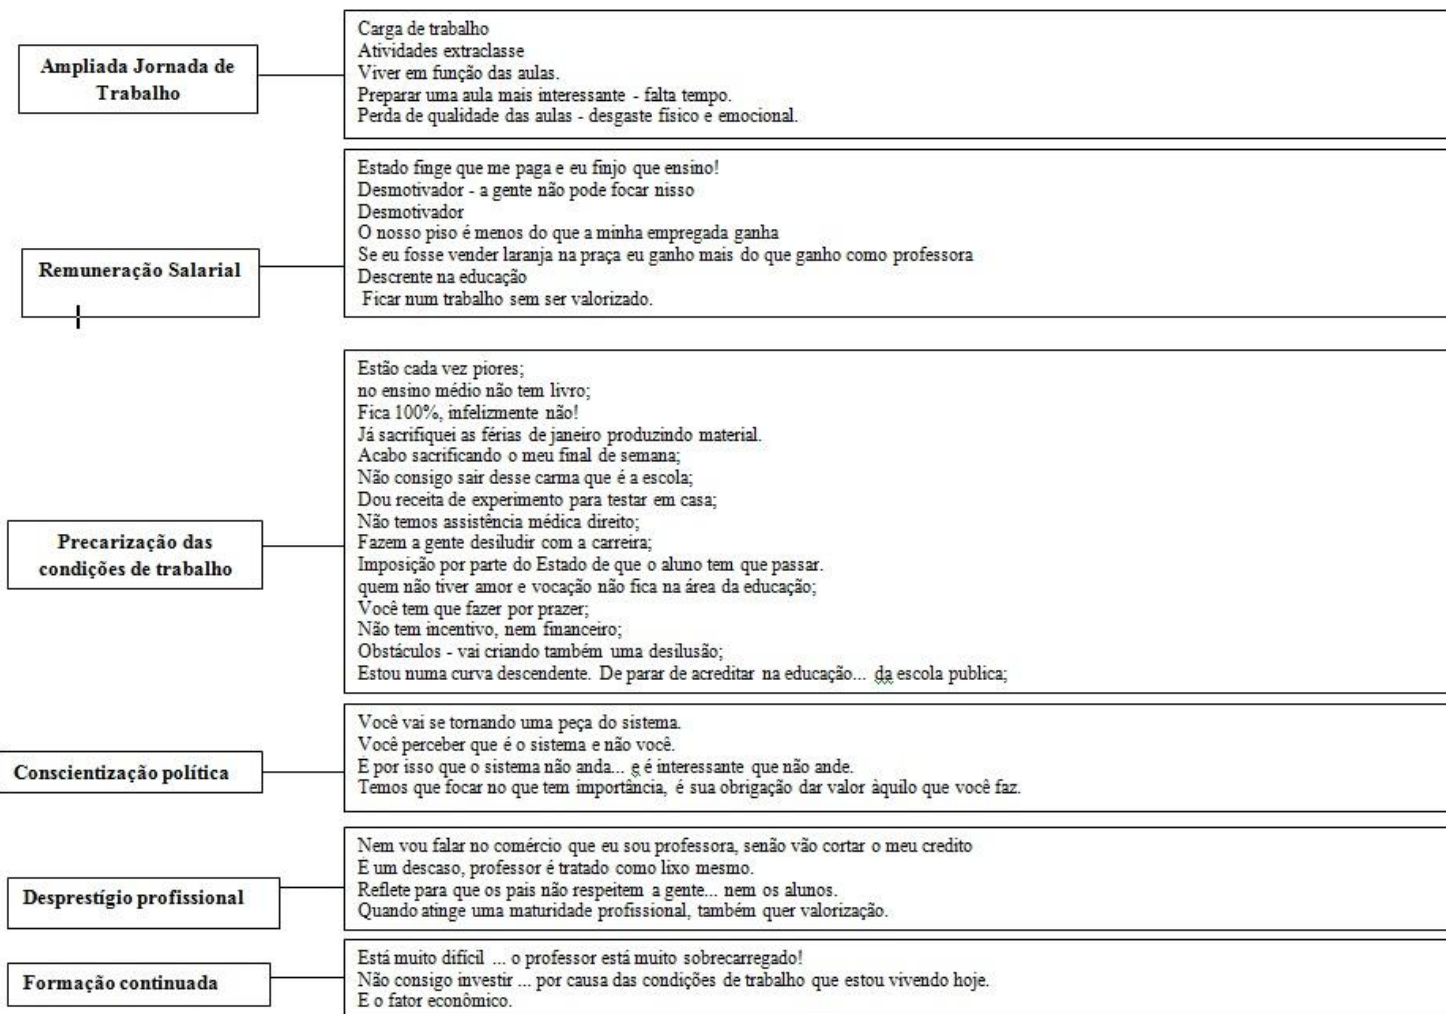 Ampliada Jornada de
Trabalho
Carga de trabalho
Atividades extraclasse
Viver em função das aulas.
Preparar uma aula mais interessante - falta tempo.
Perda de qualidade das aulas - desgaste físico e emocional.
Remuneração Salarial
Estado finge que me paga e eu finjo que ensino!
Desmotivador - a gente não pode focar nisso
Desmotivador
O nosso piso é menos do que a minha empregada ganha
Se eu fosse vender laranja na praça eu ganho mais do que ganho como professora
Descrente na educação
Ficar num trabalho sem ser valorizado.
Precarização das
condições de trabalho
Estão cada vez piores;
no ensino médio não tem livro;
Fica 100%, infelizmente não!
Já sacrifiquei as férias de janeiro produzindo material.
Acabo sacrificando o meu final de semana;
Não consigo sair desse carma que é a escola;
Dou receita de experimento para testar em casa;
Não temos assistência médica direito;
Fazem a gente desiludir com a carreira;
Imposição por parte do Estado de que o aluno tem que passar.
quem não tiver amor e vocação não fica na área da educação;
Você tem que fazer por prazer;
Não tem incentivo, nem financeiro;
Obstáculos - vai criando também uma desilusão;
Estou numa curva descendente. De parar de acreditar na educação... da escola publica;
Conscientização política
Você vai se tornando uma peça do sistema.
Você perceber que é o sistema e não você.
É por isso que o sistema não anda... e é interessante que não ande.
Temos que focar no que tem importância, é sua obrigação dar valor àquilo que você faz.
Desprestígio profissional
Nem vou falar no comércio que eu sou professora, senão vão cortar o meu credito
É um descaso, professor é tratado como lixo mesmo.
Reflete para que os pais não respeitem a gente... nem os alunos.
Quando atinge uma maturidade profissional, também quer valorização.
Formação continuada
Está muito difícil ... o professor está muito sobrecarregado!
Não consigo investir ... por causa das condições de trabalho que estou vivendo hoje.
E o fator econômico.